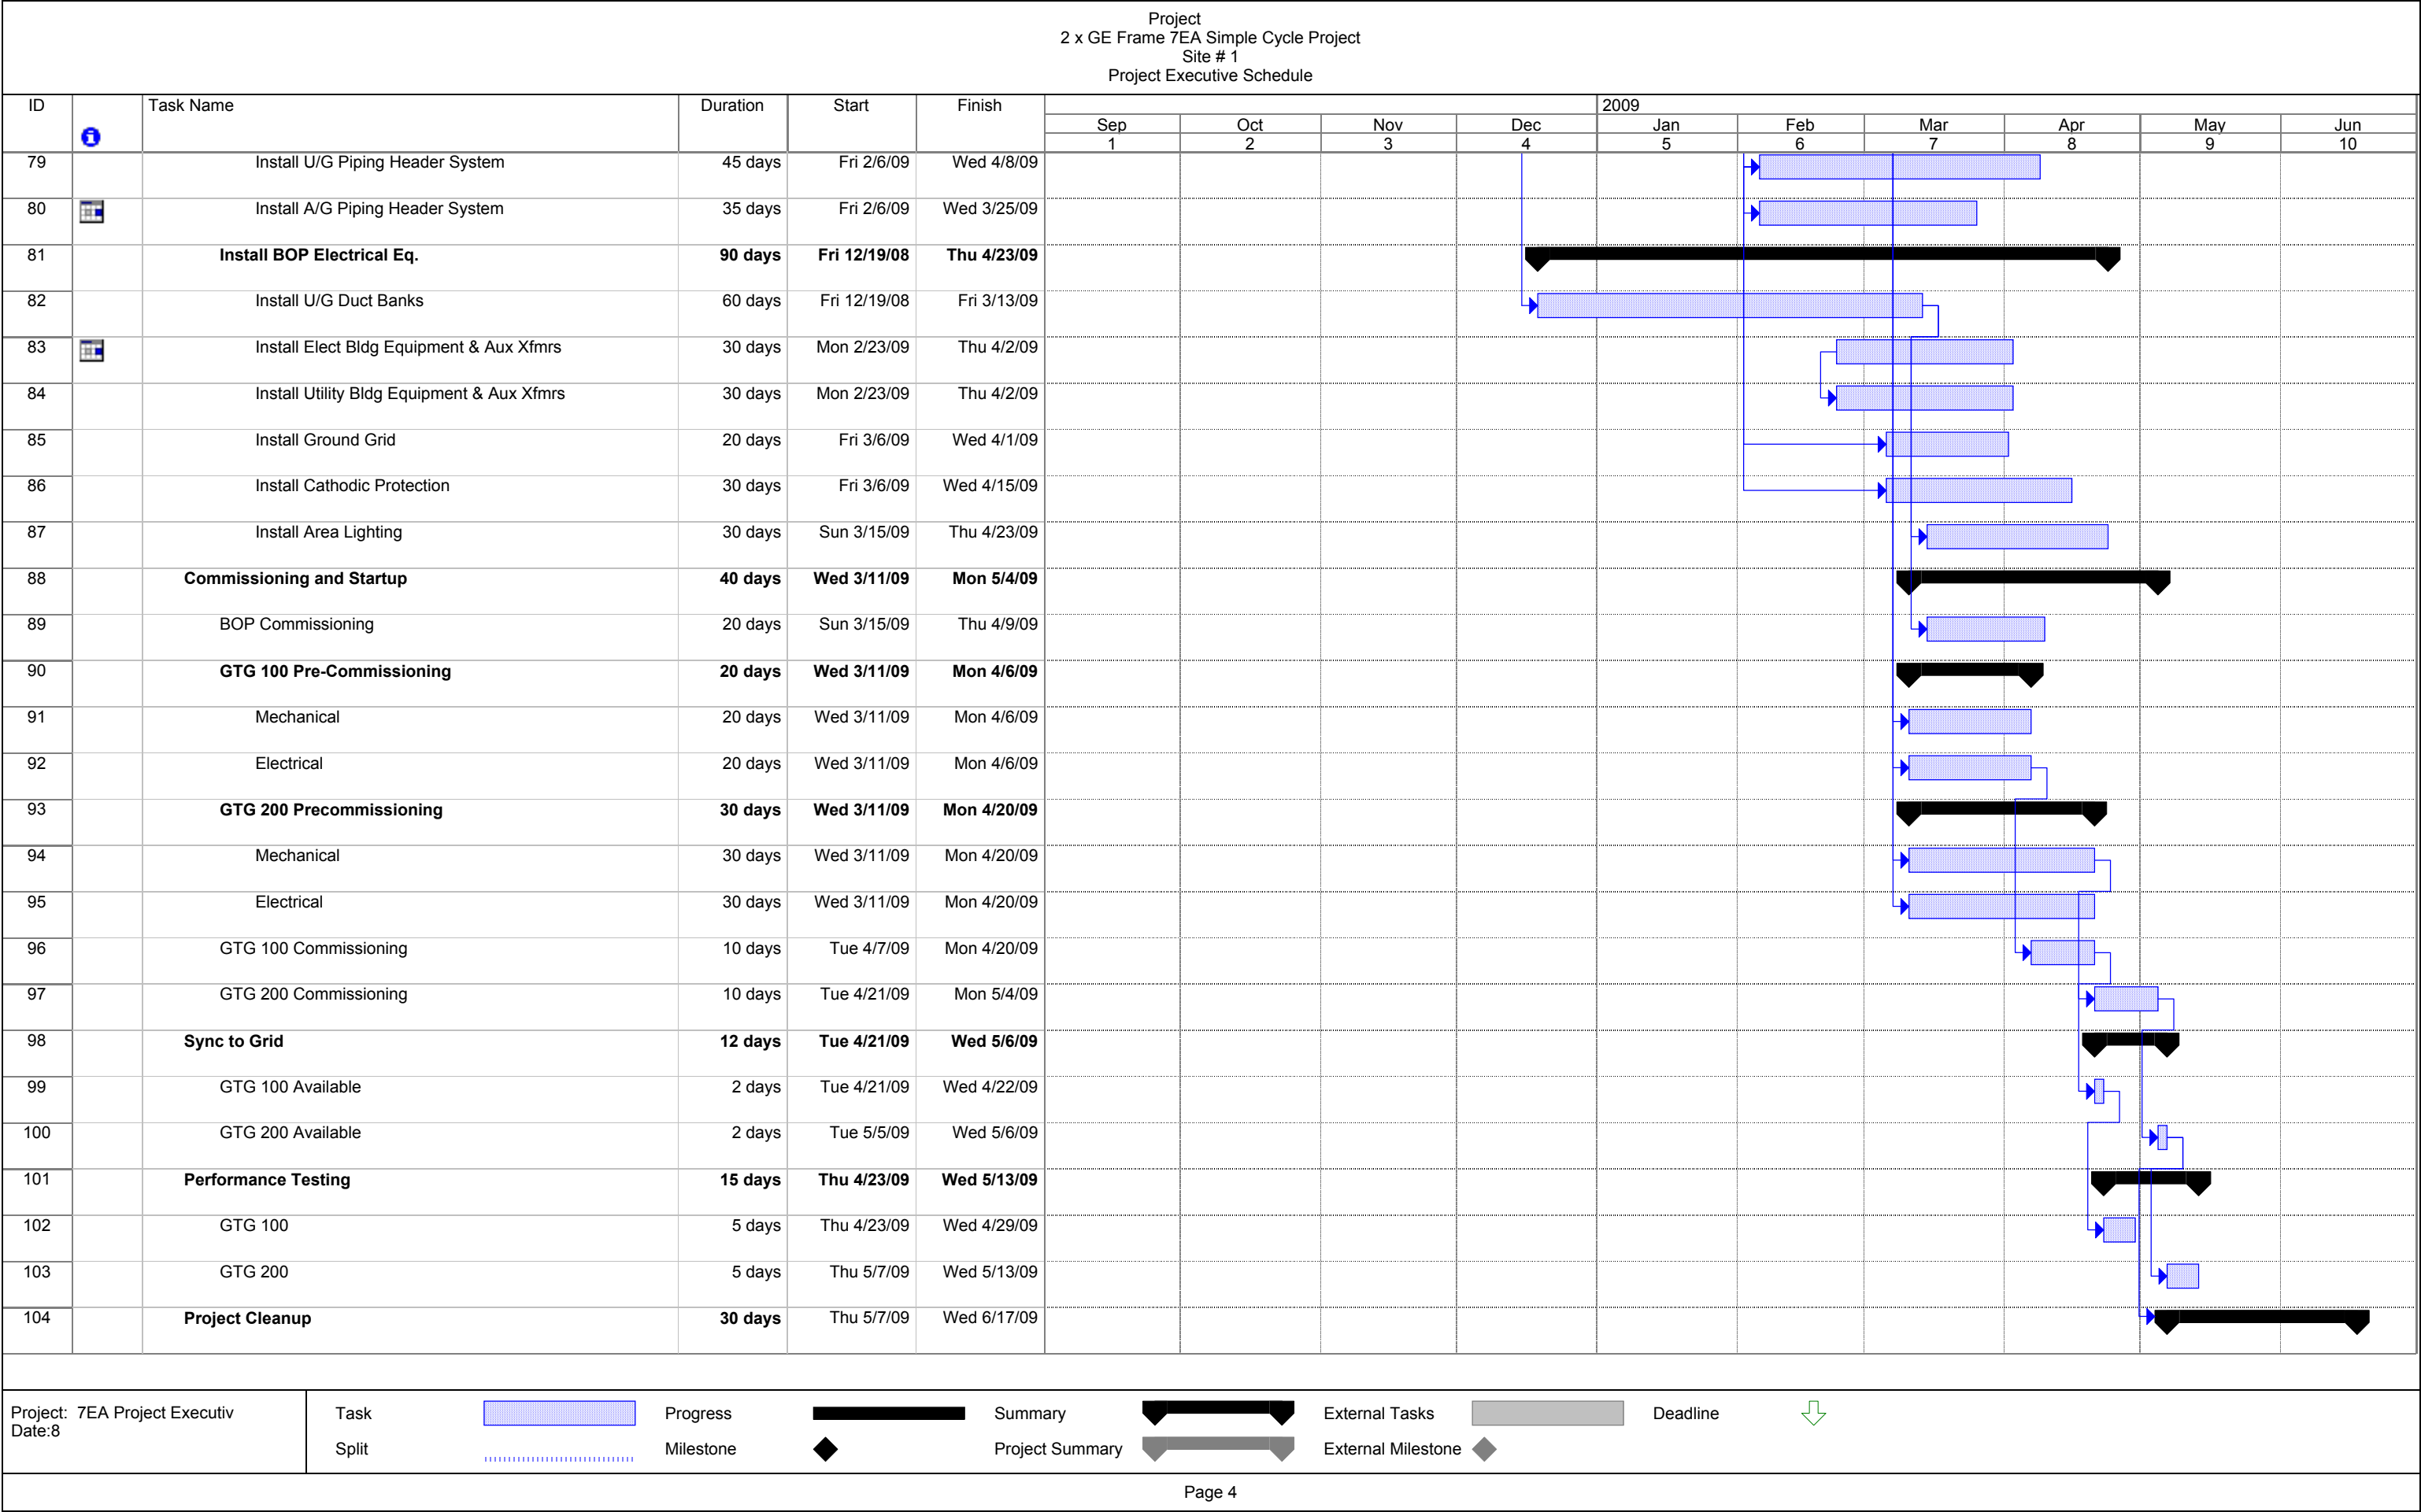 Project
2 x GE Frame 7EA Simple Cycle Project
Site # 1
Project Executive Schedule
ID Task Name Duration Start Finish 2009
Sep Oct Nov Dec Jan Feb Mar Apr May Jun
1 2 3 4 5 6 7 8 9 10
79 Install U/G Piping Header System 45 days Fri 2/6/09 Wed 4/8/09
80 Install A/G Piping Header System 35 days Fri 2/6/09 Wed 3/25/09
81 Install BOP Electrical Eq. 90 days Fri 12/19/08 Thu 4/23/09
82 Install U/G Duct Banks 60 days Fri 12/19/08 Fri 3/13/09
83 Install Elect Bldg Equipment & Aux Xfmrs 30 days Mon 2/23/09 Thu 4/2/09
84 Install Utility Bldg Equipment & Aux Xfmrs 30 days Mon 2/23/09 Thu 4/2/09
85 Install Ground Grid 20 days Fri 3/6/09 Wed 4/1/09
86 Install Cathodic Protection 30 days Fri 3/6/09 Wed 4/15/09
87 Install Area Lighting 30 days Sun 3/15/09 Thu 4/23/09
88 Commissioning and Startup 40 days Wed 3/11/09 Mon 5/4/09
89 BOP Commissioning 20 days Sun 3/15/09 Thu 4/9/09
90 GTG 100 Pre-Commissioning 20 days Wed 3/11/09 Mon 4/6/09
91 Mechanical 20 days Wed 3/11/09 Mon 4/6/09
92 Electrical 20 days Wed 3/11/09 Mon 4/6/09
93 GTG 200 Precommissioning 30 days Wed 3/11/09 Mon 4/20/09
94 Mechanical 30 days Wed 3/11/09 Mon 4/20/09
95 Electrical 30 days Wed 3/11/09 Mon 4/20/09
96 GTG 100 Commissioning 10 days Tue 4/7/09 Mon 4/20/09
97 GTG 200 Commissioning 10 days Tue 4/21/09 Mon 5/4/09
98 Sync to Grid 12 days Tue 4/21/09 Wed 5/6/09
99 GTG 100 Available 2 days Tue 4/21/09 Wed 4/22/09
100 GTG 200 Available 2 days Tue 5/5/09 Wed 5/6/09
101 Performance Testing 15 days Thu 4/23/09 Wed 5/13/09
102 GTG 100 5 days Thu 4/23/09 Wed 4/29/09
103 GTG 200 5 days Thu 5/7/09 Wed 5/13/09
104 Project Cleanup 30 days Thu 5/7/09 Wed 6/17/09
Project: 7EA Project Executiv
Date:8
Task Progress Summary External Tasks Deadline
Split Milestone Project Summary External Milestone
Page 4